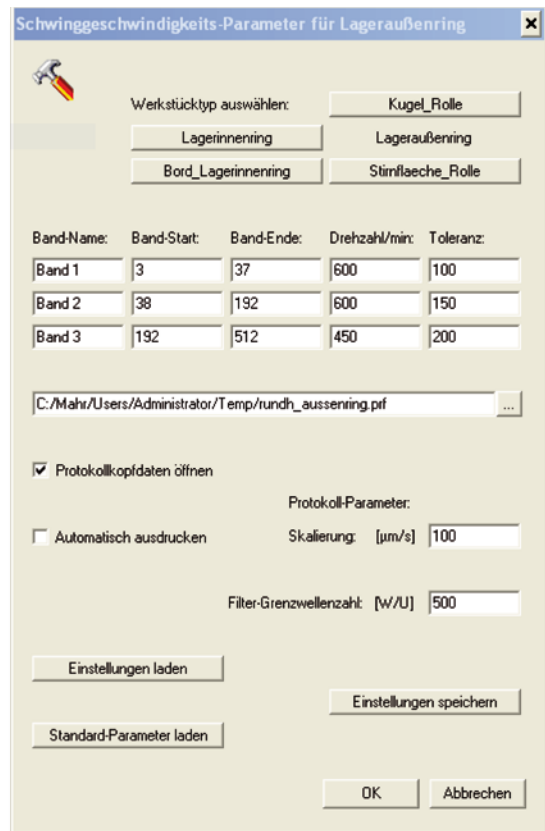 Schwinggeschwindigkeits-Parameter für Lageraußenring
Werkstücktyp auswählen: Kugel_Rolle
Lagerinnenring Lageraußenring
Bord_Lagerinnenring Stirnflaeche_Rolle
Band-Name: Band-Start: Band-Ende: Drehzahl/min: Toleranz:
Band 1 3 37 600 100
Band 2 38 192 600 150
Band 3 192 512 450 200
C:/Mahr/Users/Administrator/Temp/rundh_aussenring.prf ...
Protokollkopfdaten öffnen
Protokoll-Parameter:
Automatisch ausdrucken Skalierung: [µm/s] 100
Filter-Grenzwellenzahl: [W/U] 500
Einstellungen laden
Einstellungen speichern
Standard-Parameter laden
OK Abbrechen